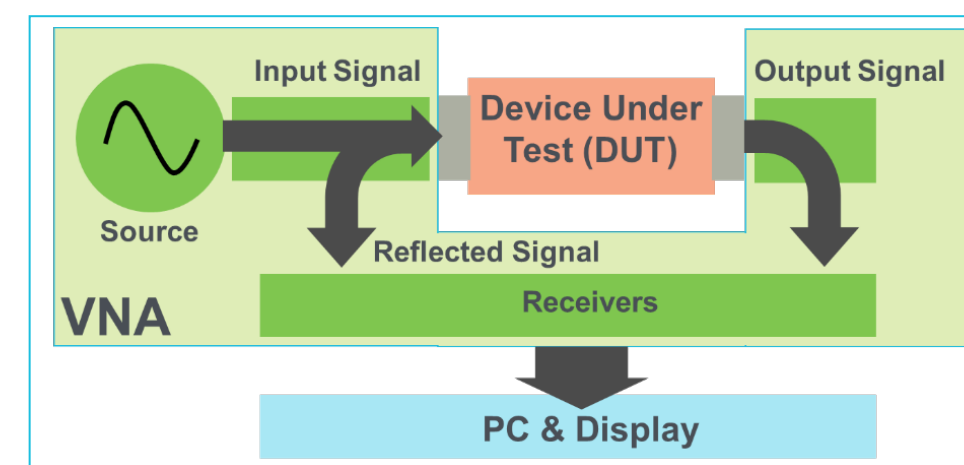 Input Signal
Device Under
Test (DUT)
Output Signal
Source
Reflected Signal
VNA
Receivers
PC & Display